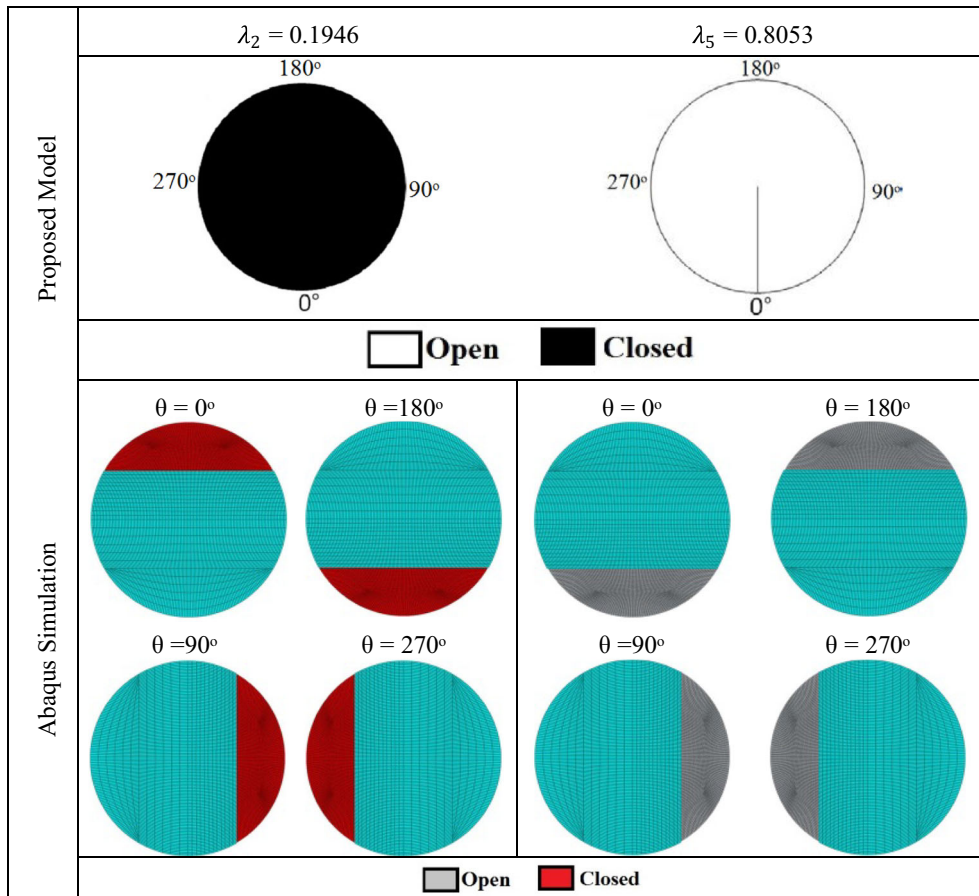 λ₂ = 0.1946 λ₅ = 0.8053
Proposed Model
180° 180°
270° 90° 270° 90°
0° 0°
Open Closed
Abaqus Simulation
θ = 0° θ =180° θ = 0° θ = 180°
θ =90° θ = 270° θ =90° θ = 270°
Open Closed